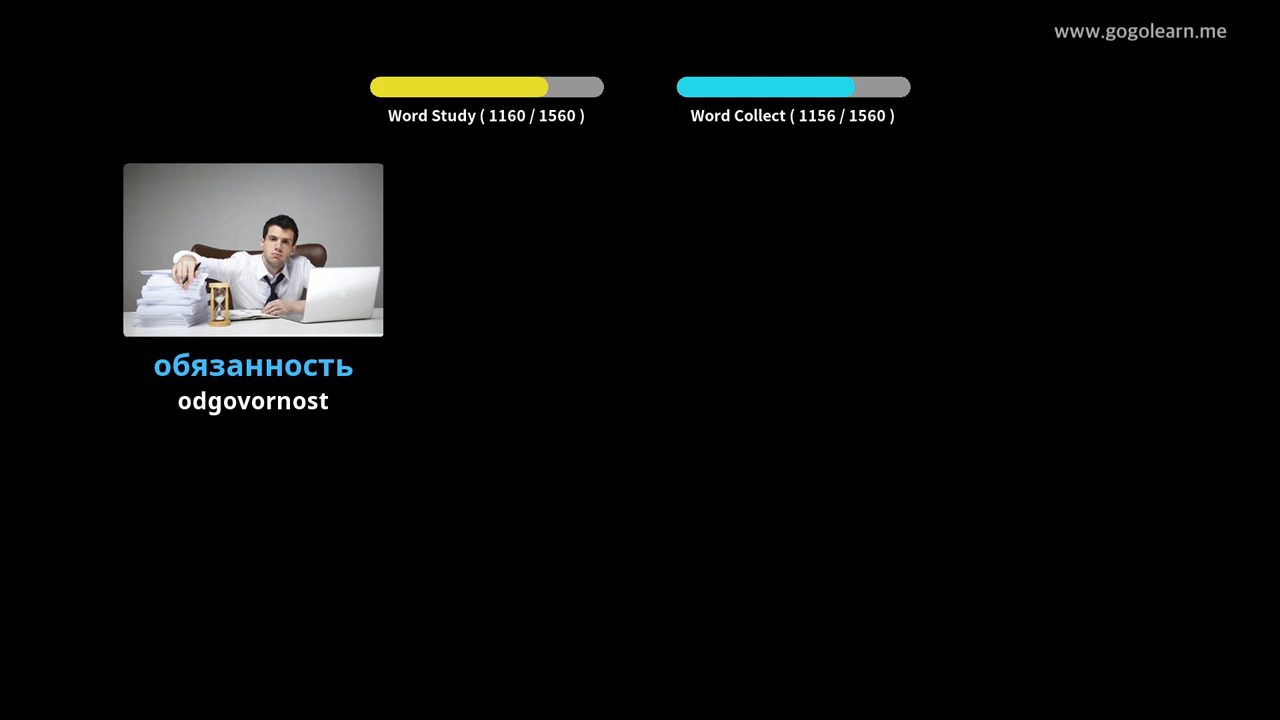 www.gogolearn.me
Word Study ( 1160 / 1560 )
Word Collect ( 1156 / 1560 )
обязанность
odgovornost